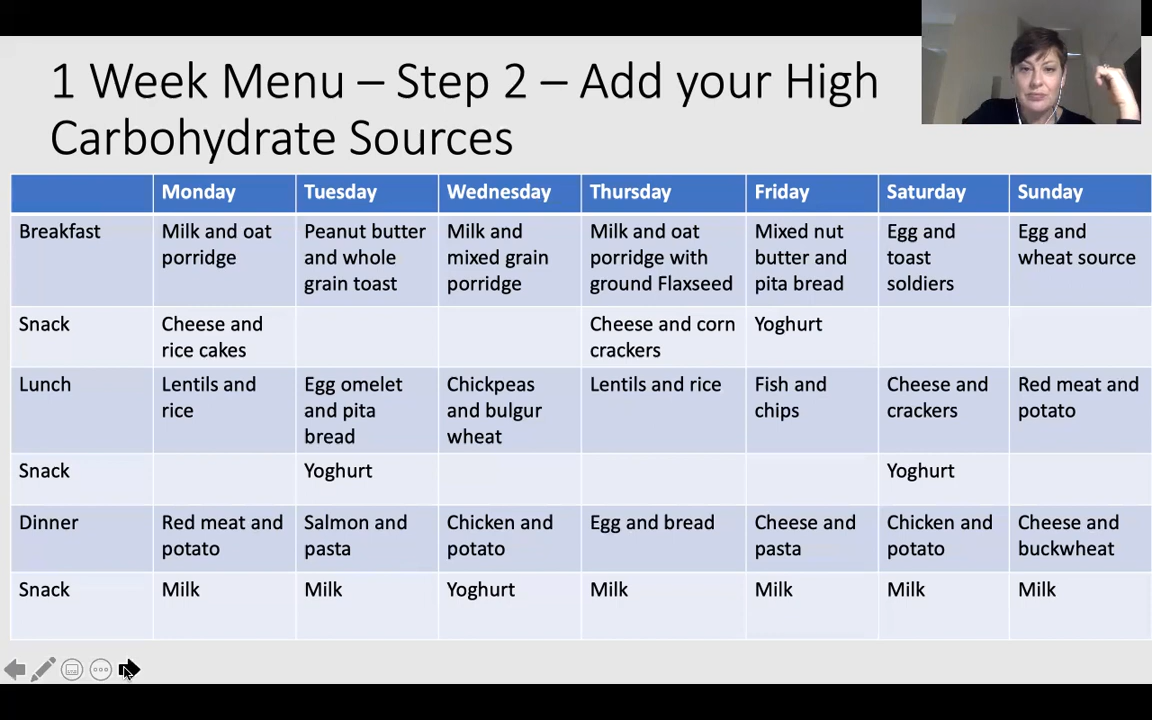 1 Week Menu – Step 2 – Add your High
Carbohydrate Sources
Monday Tuesday Wednesday Thursday Friday Saturday Sunday
Breakfast Milk and oat Peanut butter Milk and Milk and oat Mixed nut Egg and Egg and
porridge and whole mixed grain porridge with butter and toast wheat source
grain toast porridge ground Flaxseed pita bread soldiers
Snack Cheese and Cheese and corn Yoghurt
rice cakes crackers
Lunch Lentils and Egg omelet Chickpeas Lentils and rice Fish and Cheese and Red meat and
rice and pita and bulgur chips crackers potato
bread wheat
Snack Yoghurt Yoghurt
Dinner Red meat and Salmon and Chicken and Egg and bread Cheese and Chicken and Cheese and
potato pasta potato pasta potato buckwheat
Snack Milk Milk Yoghurt Milk Milk Milk Milk